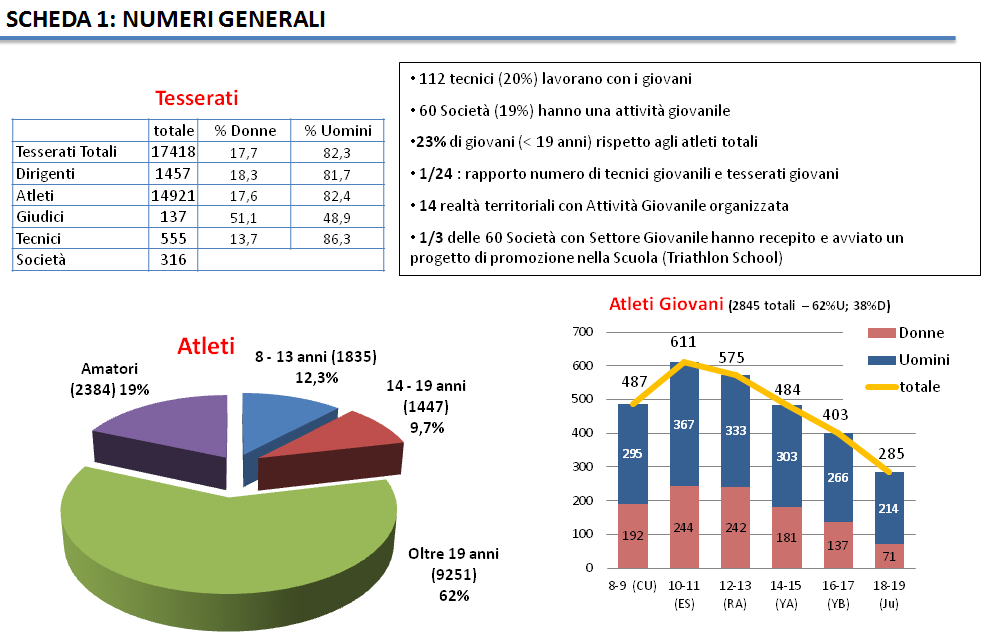 SCHEDA 1: NUMERI GENERALI
Tesserati
totale % Donne % Uomini
Tesserati Totali 17418 17,7 82,3
Dirigenti 1457 18,3 81,7
Atleti 14921 17,6 82,4
Giudici 137 51,1 48,9
Tecnici 555 13,7 86,3
Società 316
• 112 tecnici (20%) lavorano con i giovani
• 60 Società (19%) hanno una attività giovanile
•23% di giovani (< 19 anni) rispetto agli atleti totali
• 1/24 : rapporto numero di tecnici giovanili e tesserati giovani
• 14 realtà territoriali con Attività Giovanile organizzata
• 1/3 delle 60 Società con Settore Giovanile hanno recepito e avviato un
progetto di promozione nella Scuola (Triathlon School)
Atleti
Amatori
(2384) 19%
8 - 13 anni (1835)
12,3%
14 - 19 anni
(1447)
9,7%
Oltre 19 anni
(9251)
62%
Atleti Giovani (2845 totali – 62%U; 38%D)
Donne
Uomini
totale
700
600
500
400
300
200
100
0
487 611 575 484 403 285
295 367 333 303 266 214
192 244 242 181 137 71
8-9 (CU) 10-11 12-13 14-15 16-17 18-19
(ES) (RA) (YA) (YB) (Ju)